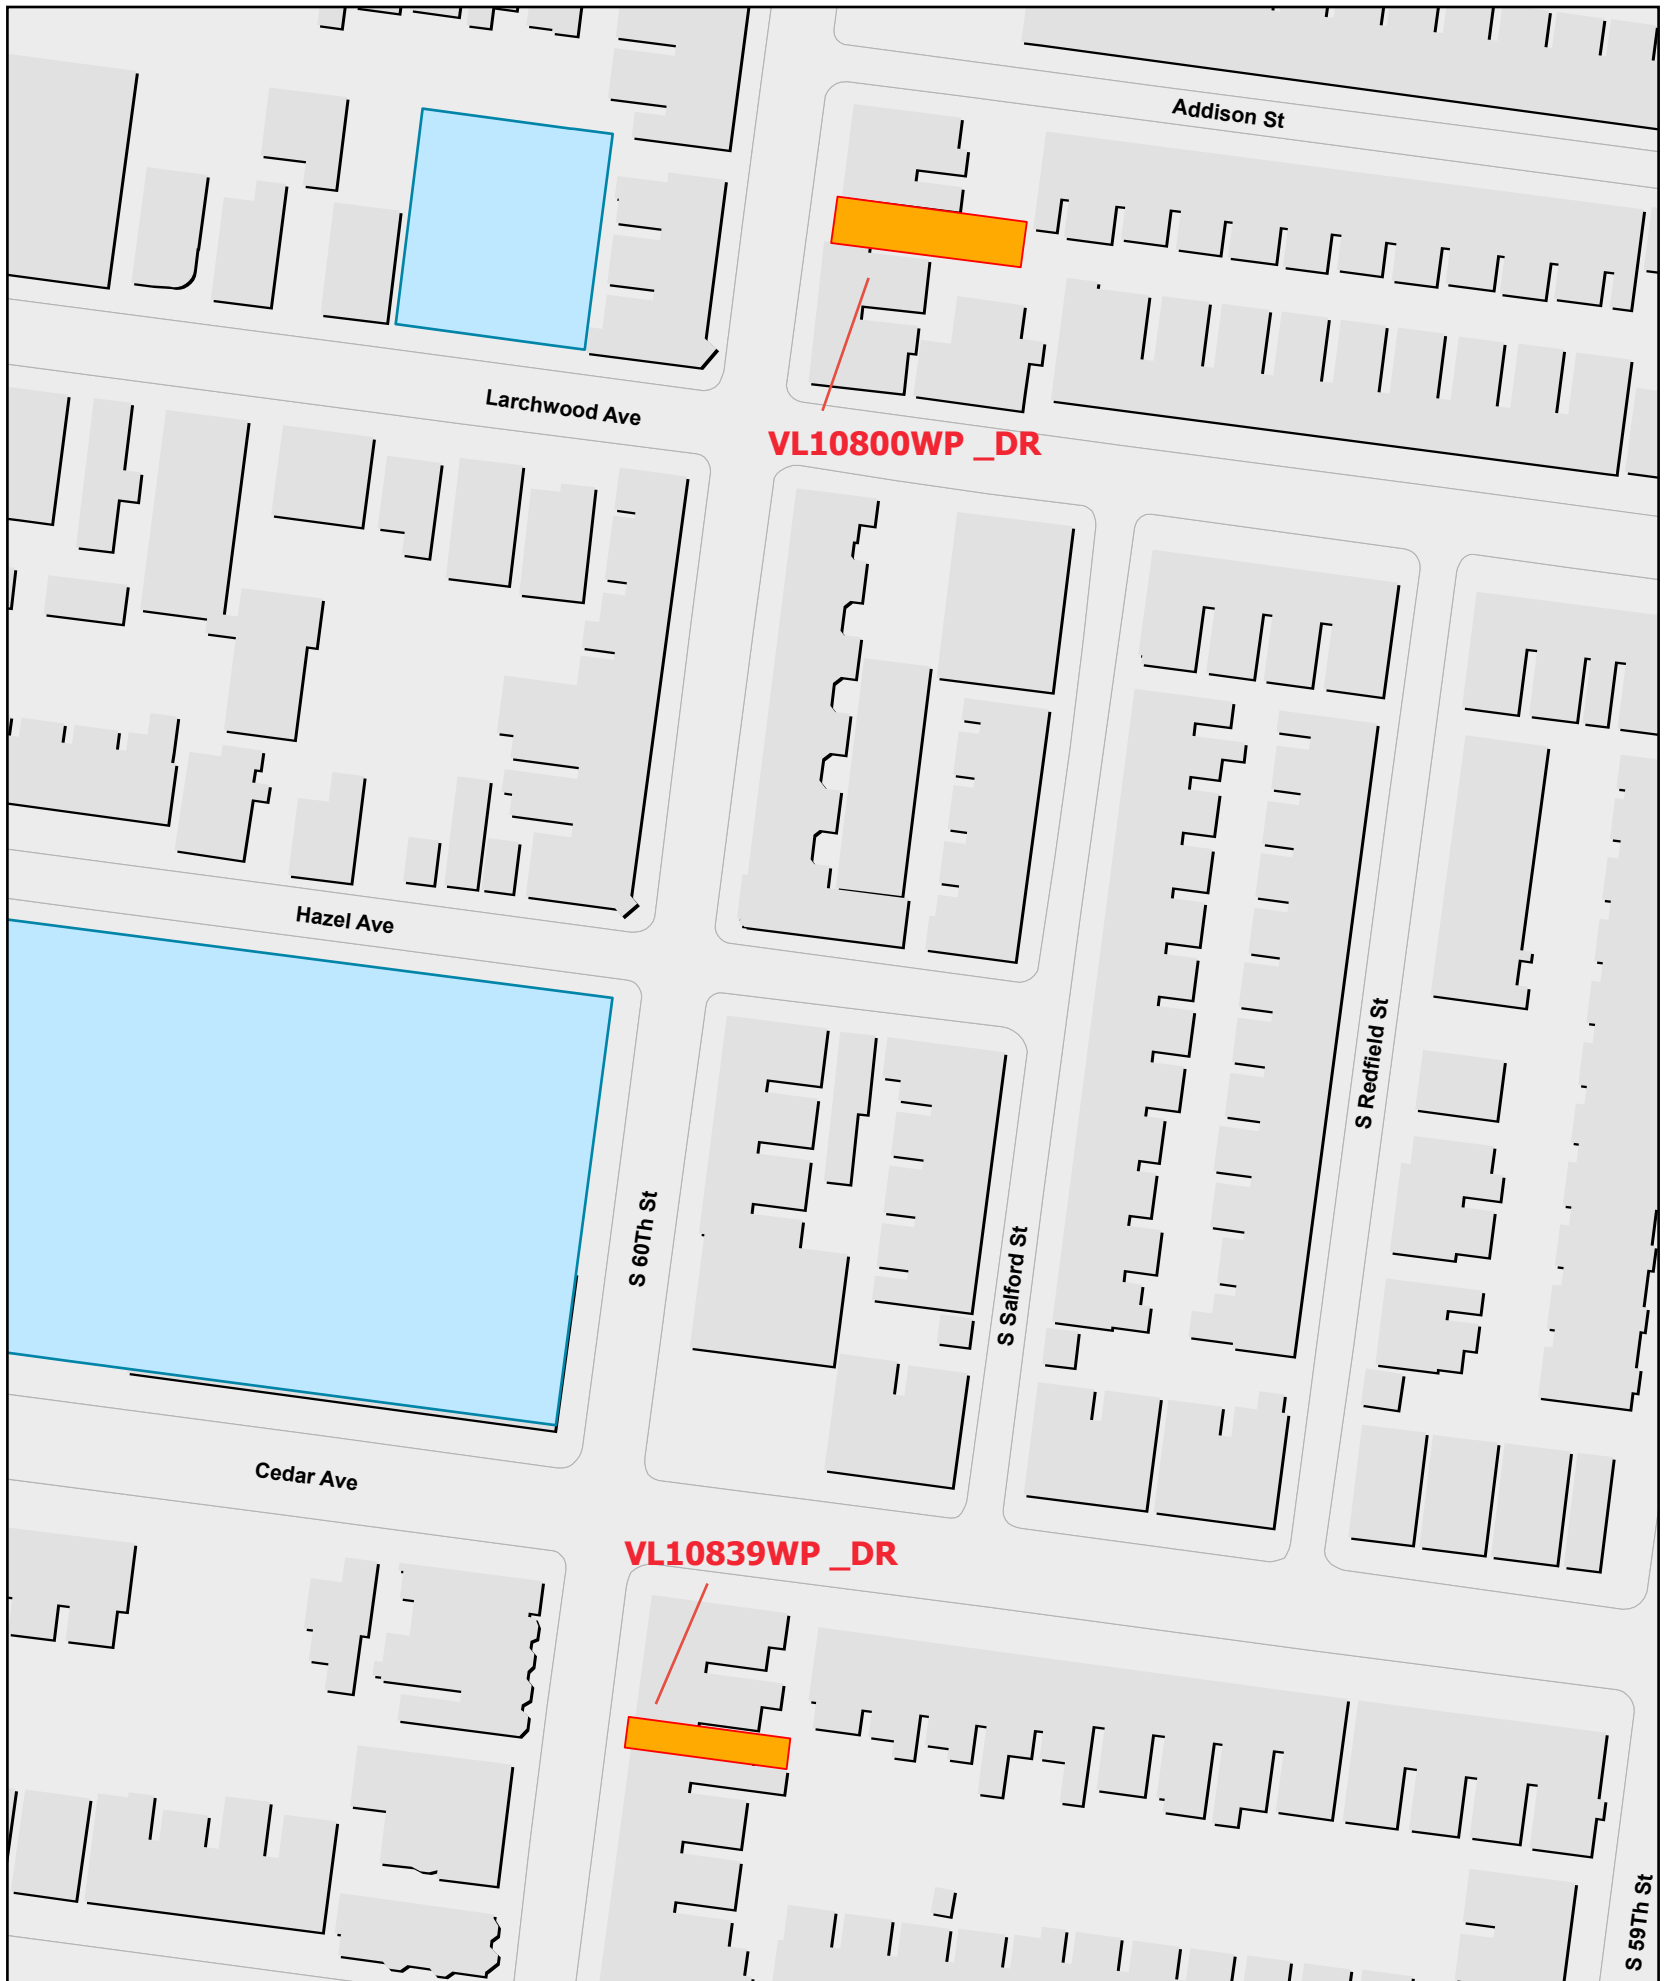 Addison St
Larchwood Ave
VL10800WP _DR
Hazel Ave
S Redfield St
S 60Th St
S Salford St
Cedar Ave
VL10839WP _DR
S 59Th St